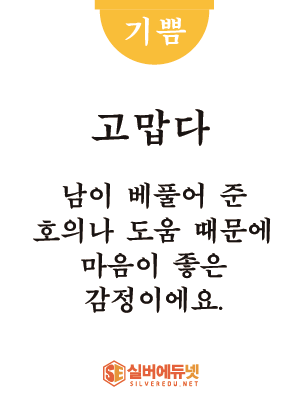 기쁨
고맙다
남이 베풀어 준
호의나 도움 때문에
마음이 좋은
감정이에요.
SE 실버에듀넷
SILVEREDU.NET